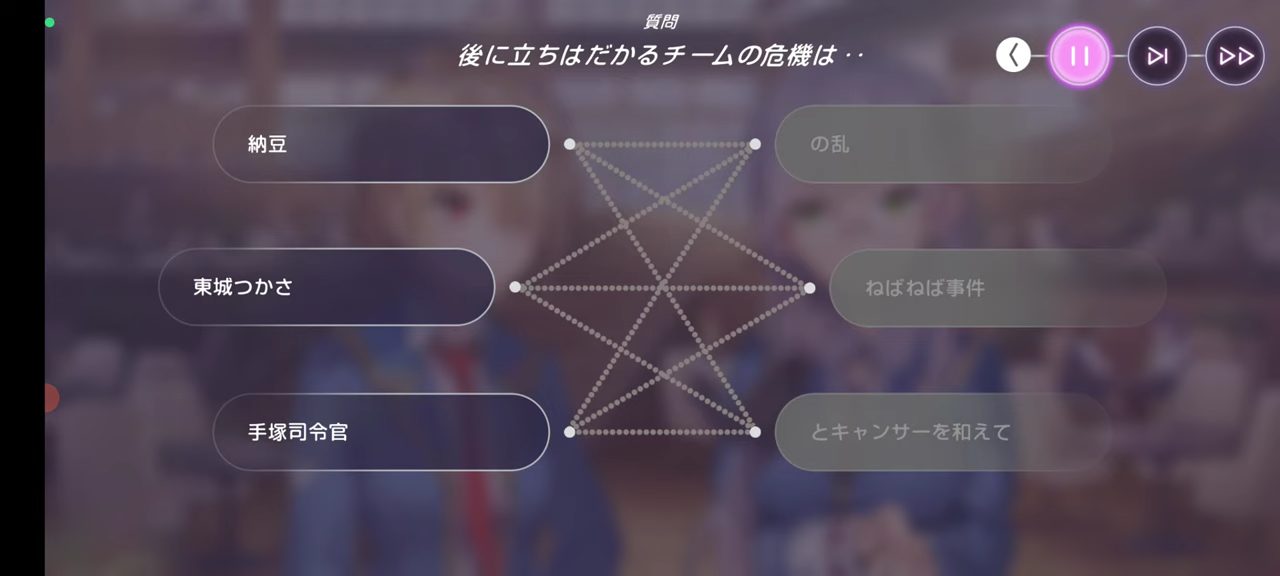 質問
後に立ちはだかるチームの危機は‥
納豆
の乱
東城つかさ
ねばねば事件
手塚司令官
とキャンサーを和えて